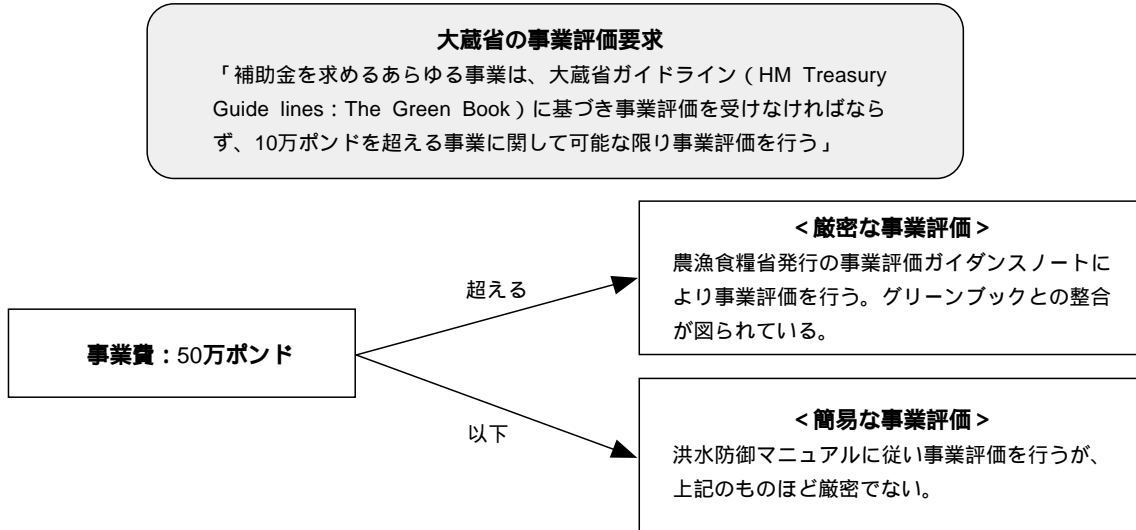 大蔵省の事業評価要求
「補助金を求めるあらゆる事業は、大蔵省ガイドライン（HM Treasury
Guide lines：The Green Book）に基づき事業評価を受けなければなら
ず、10万ポンドを超える事業に関して可能な限り事業評価を行う」
＜厳密な事業評価＞
農漁食糧省発行の事業評価ガイダンスノートに
より事業評価を行う。グリーンブックとの整合
が図られている。
超える
事業費：50万ポンド
以下
＜簡易な事業評価＞
洪水防御マニュアルに従い事業評価を行うが、
上記のものほど厳密でない。